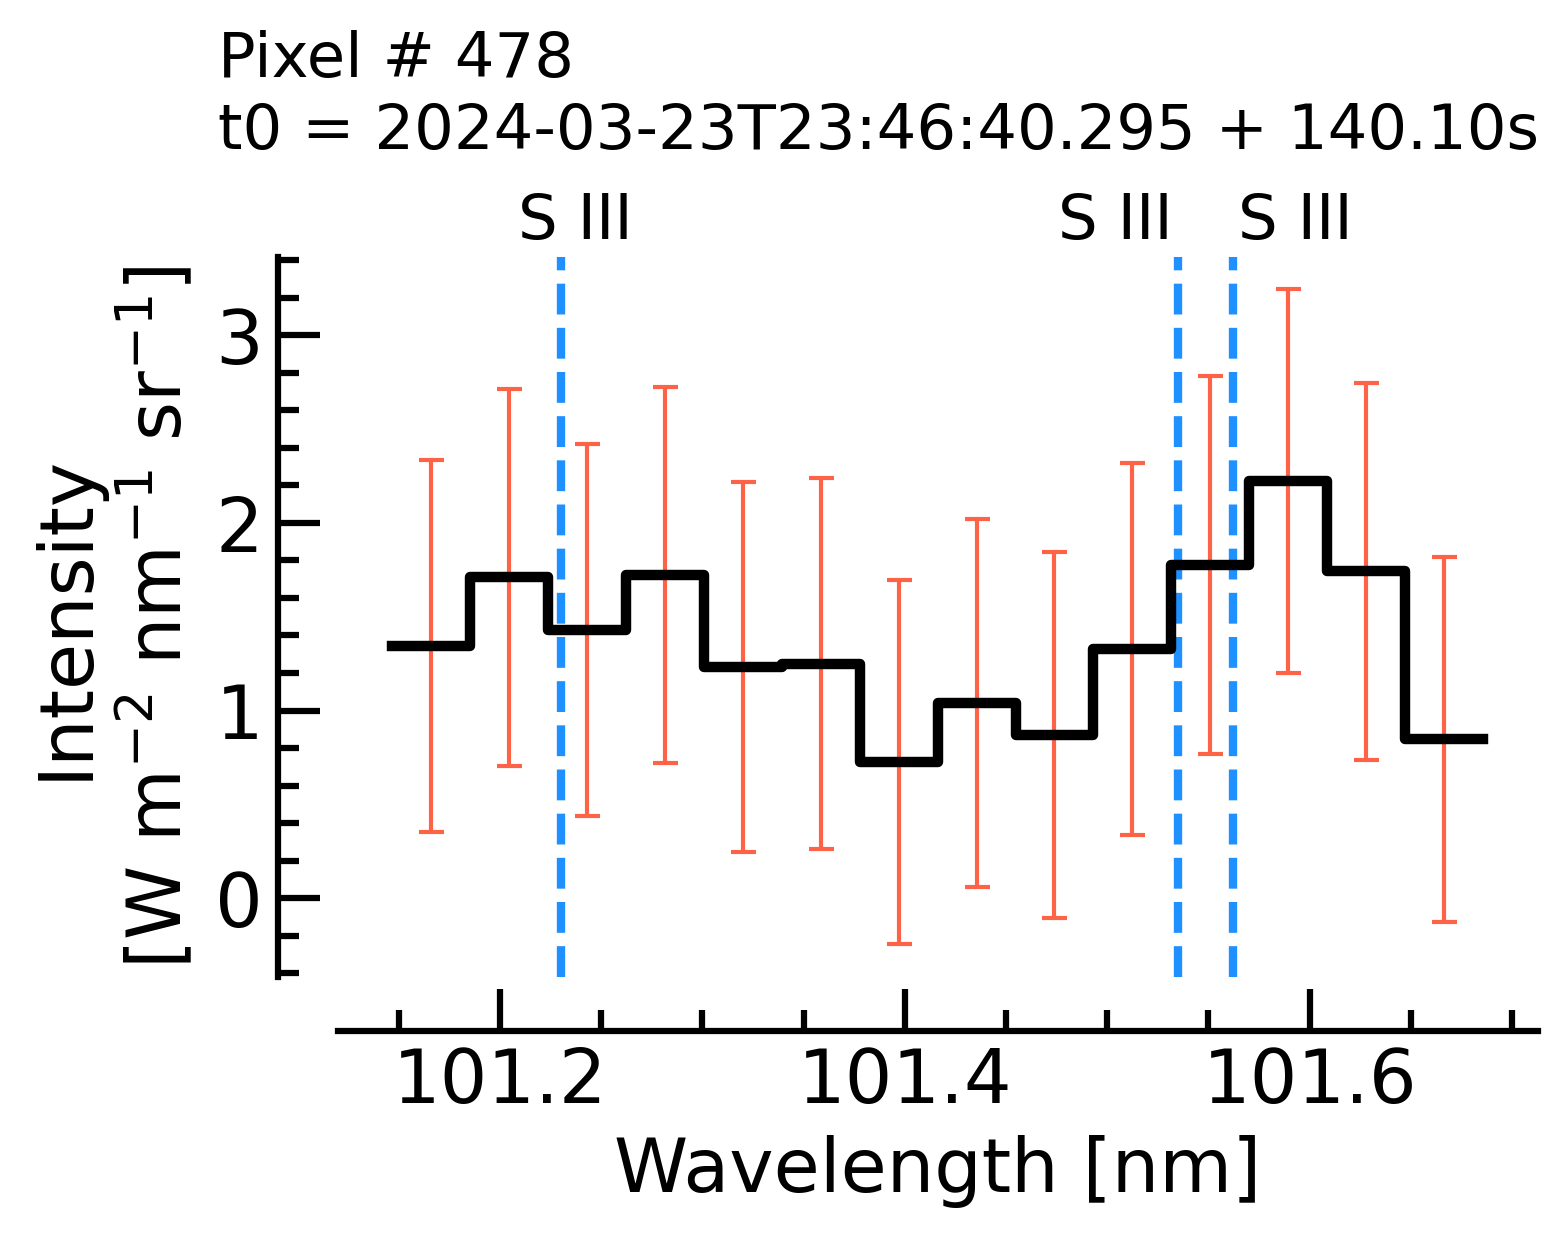 Pixel # 478
t0 = 2024-03-23T23:46:40.295 + 140.10s
S III S III S III
Intensity
[W m⁻² nm⁻¹ sr⁻¹]
3
2
1
0
101.2 101.4 101.6
Wavelength [nm]